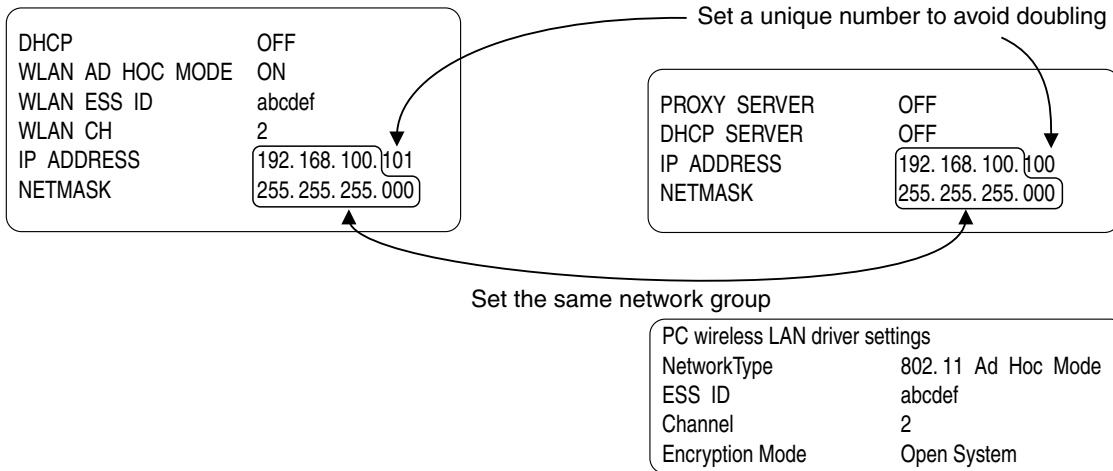 Set a unique number to avoid doubling
DHCP OFF
WLAN AD HOC MODE ON
WLAN ESS ID abcdef
WLAN CH 2
IP ADDRESS 192. 168. 100. 101
NETMASK 255. 255. 255. 000
PROXY SERVER OFF
DHCP SERVER OFF
IP ADDRESS 192. 168. 100. 100
NETMASK 255. 255. 255. 000
Set the same network group
PC wireless LAN driver settings
NetworkType 802. 11 Ad Hoc Mode
ESS ID abcdef
Channel 2
Encryption Mode Open System